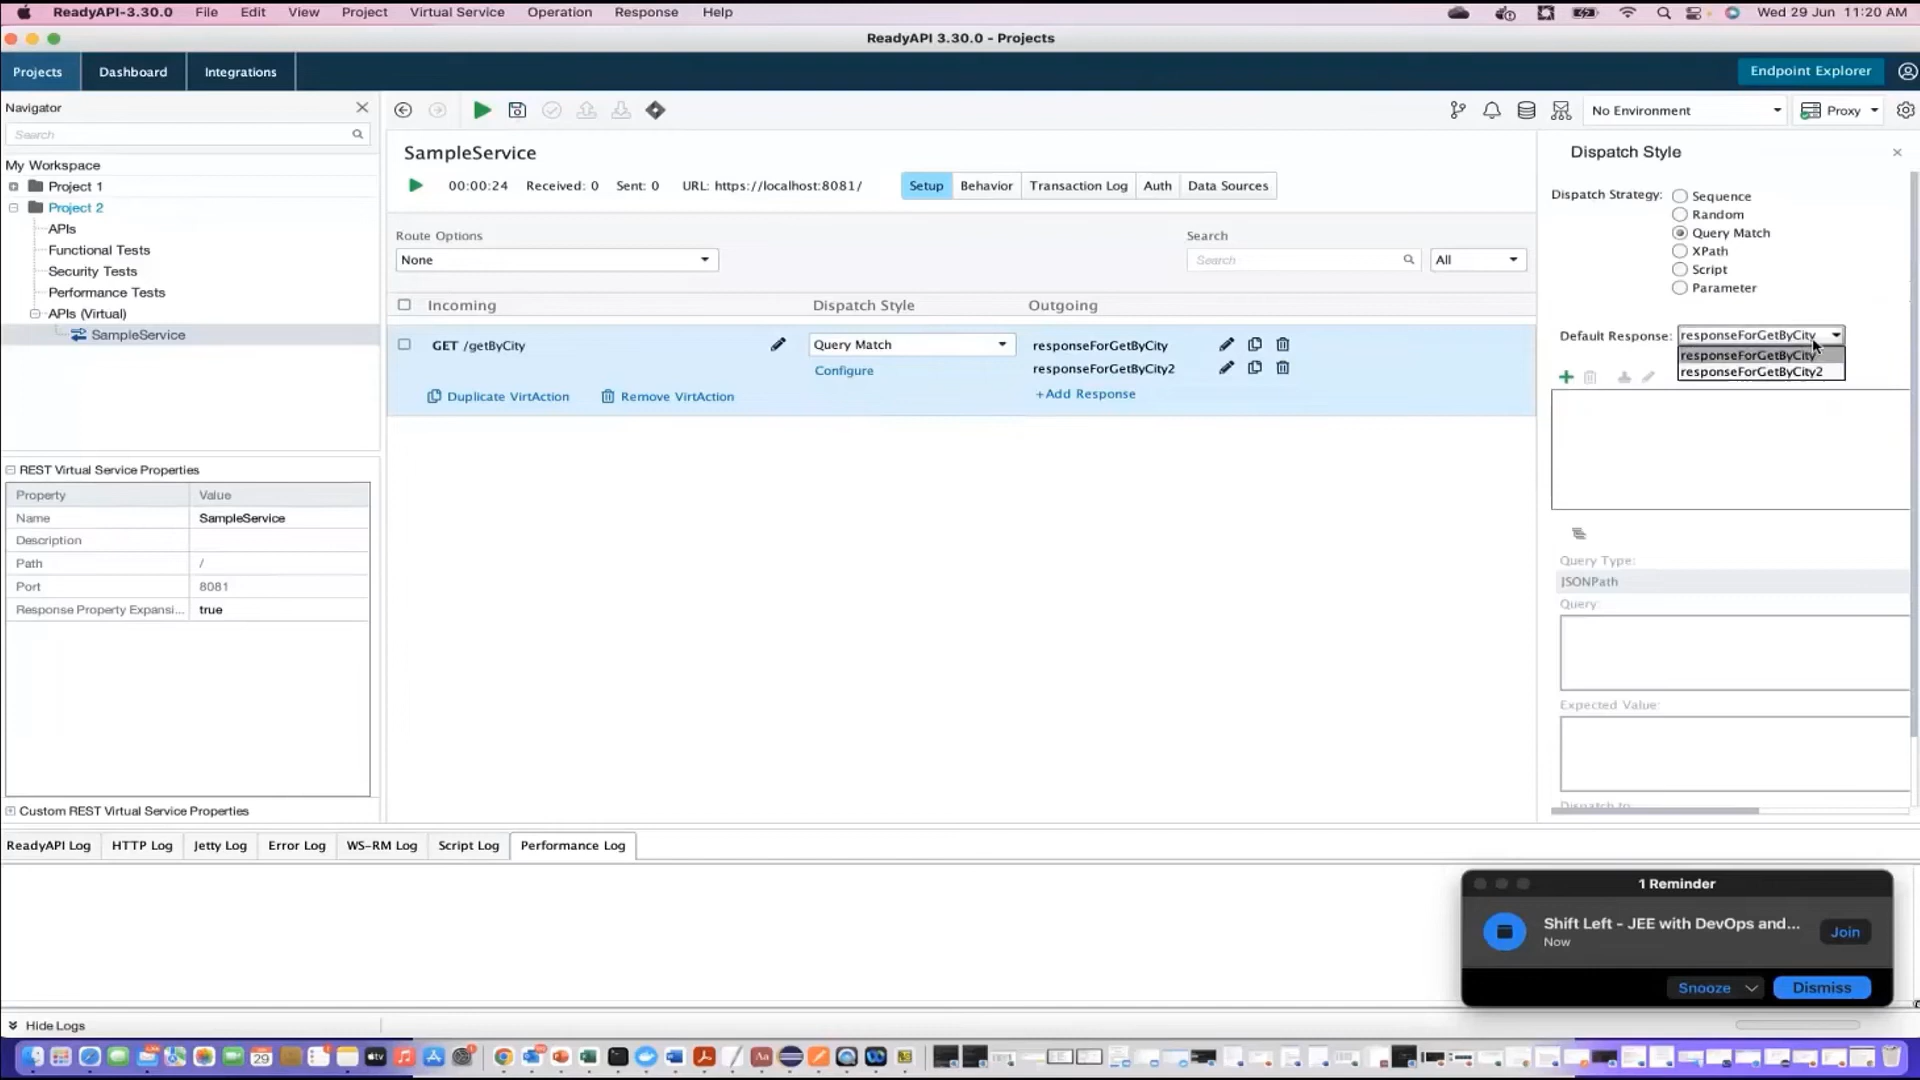 ReadyAPI-3.30.0 File Edit View Project Virtual Service Operation Response Help Wed 29 Jun 11:20 AM
ReadyAPI 3.30.0 - Projects
Projects Dashboard Integrations Endpoint Explorer
Navigator
Search
My Workspace
Project 1
Project 2
APIs
Functional Tests
Security Tests
Performance Tests
APIs (Virtual)
SampleService
REST Virtual Service Properties
Property Value
Name SampleService
Description
Path /
Port 8081
Response Property Expansi... true
Custom REST Virtual Service Properties
No Environment Proxy
SampleService
00:00:24 Received: 0 Sent: 0 URL: https://localhost:8081/ Setup Behavior Transaction Log Auth Data Sources
Route Options Search
None Search All
Incoming Dispatch Style Outgoing
GET /getByCity Query Match responseForGetByCity
Configure responseForGetByCity2
Duplicate VirtAction Remove VirtAction +Add Response
Dispatch Style
Dispatch Strategy: Sequence
Random
Query Match
XPath
Script
Parameter
Default Response: responseForGetByCity
responseForGetByCity
responseForGetByCity2
Query Type:
JSONPath
Query:
Expected Value:
Dispatch to:
ReadyAPI Log HTTP Log Jetty Log Error Log WS-RM Log Script Log Performance Log
1 Reminder
Shift Left - JEE with DevOps and...
Now
Join
Snooze Dismiss
Hide Logs
29